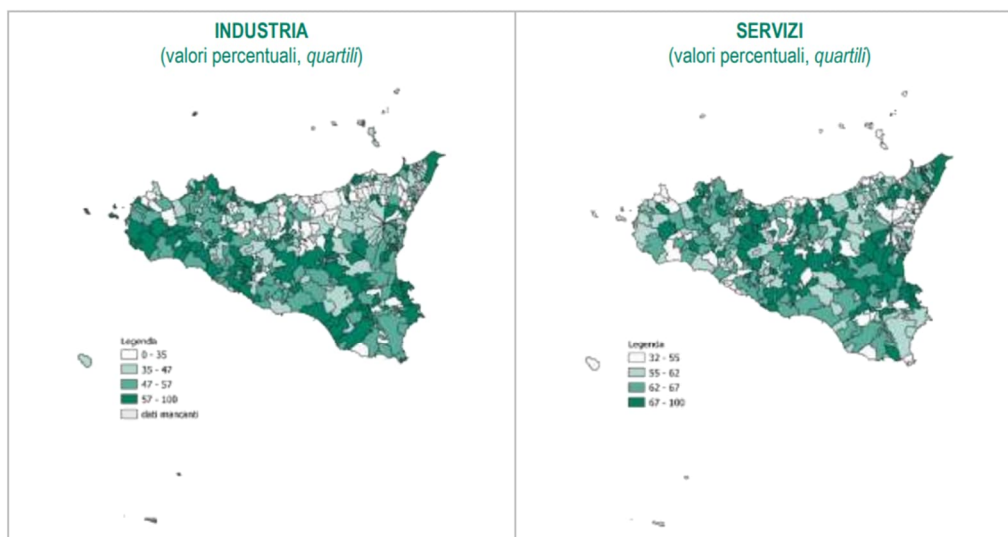 INDUSTRIA
(valori percentuali, quartili)
Legenda
0 - 35
35 - 47
47 - 57
57 - 100
dati mancanti
SERVIZI
(valori percentuali, quartili)
Legenda
32 - 55
55 - 62
62 - 67
67 - 100